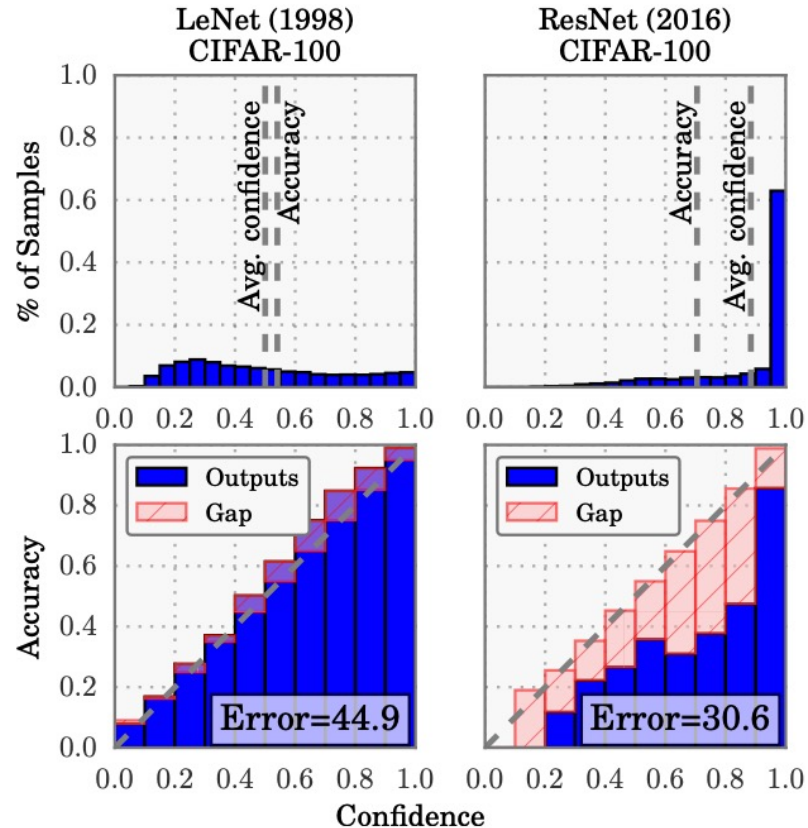 LeNet (1998)
CIFAR-100
ResNet (2016)
CIFAR-100
% of Samples
1.0
0.8
0.6
0.4
0.2
0.0
Avg. confidence
Accuracy
0.0 0.2 0.4 0.6 0.8 1.0
Accuracy
Avg. confidence
0.0 0.2 0.4 0.6 0.8 1.0
Accuracy
1.0
0.8
0.6
0.4
0.2
0.0
Outputs
Gap
Error=44.9
0.0 0.2 0.4 0.6 0.8 1.0
Outputs
Gap
Error=30.6
0.0 0.2 0.4 0.6 0.8 1.0
Confidence